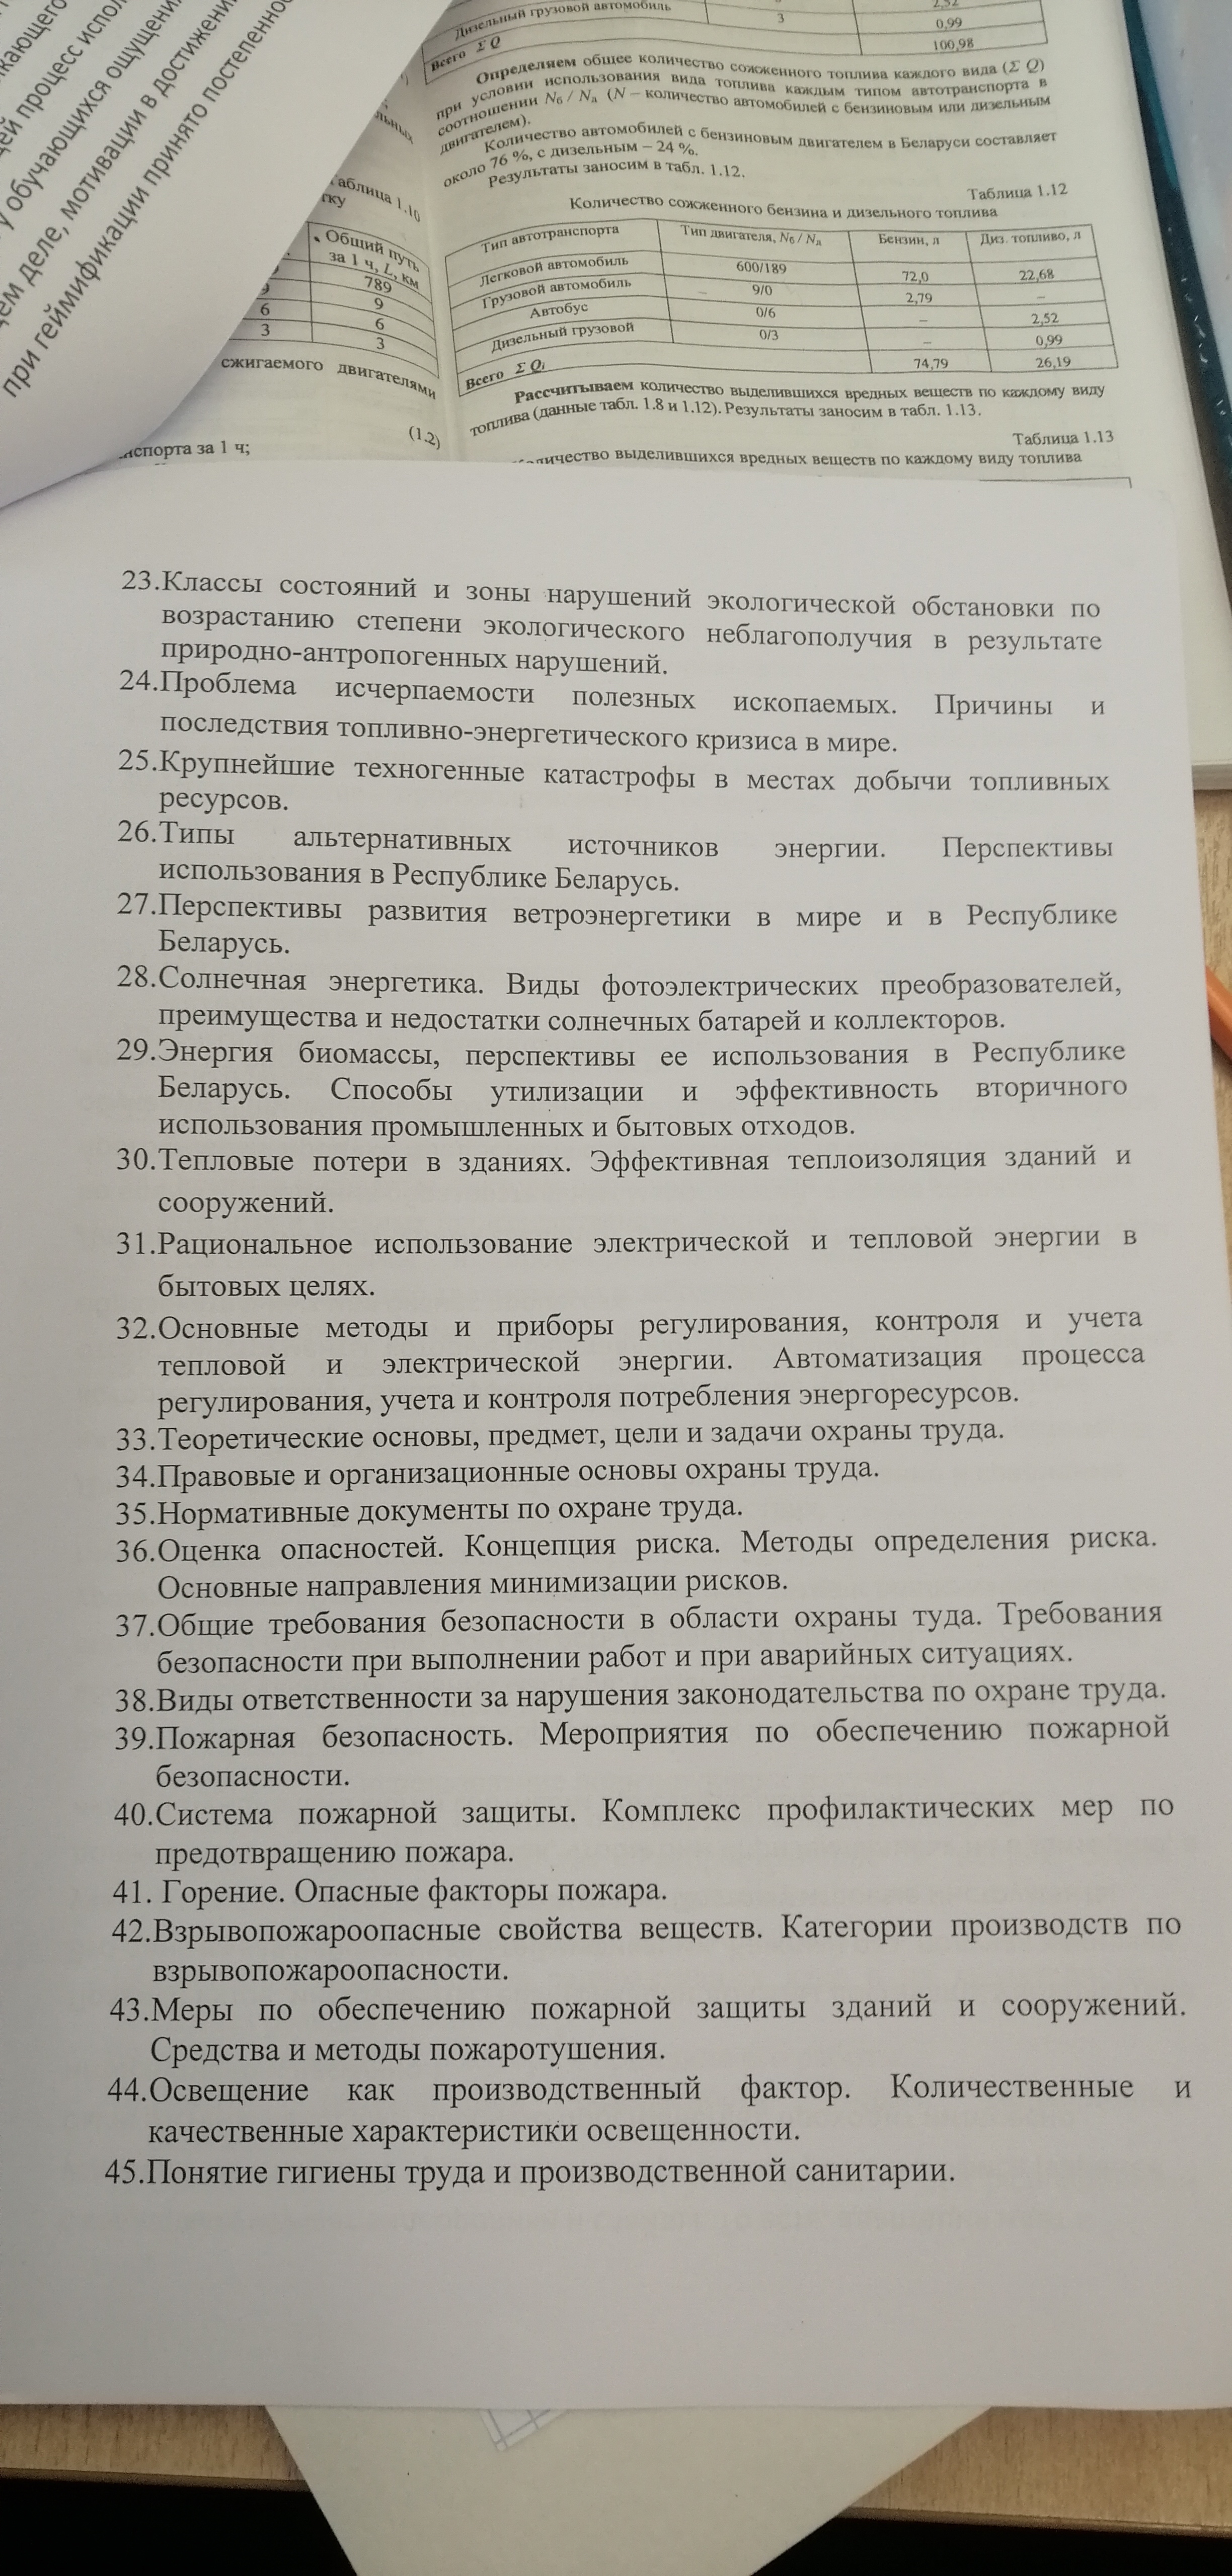 кающего
ей процесс испол
у обучающихся ощущени
ем деле, мотивации в достижени
при геймификации принято постепенно
льных
аблица 1.10
тку
Общий путь
за 1 ч, L, км
789
9
9
6
6
3
3
сжигаемого двигателями
(1.2)
нспорта за 1 ч;
2,52
Дизельный грузовой автомобиль
3
0,99
Всего Σ Q
100,98
Определяем общее количество сожженного топлива каждого вида (Σ Q)
при условии использования вида топлива каждым типом автотранспорта в
соотношении Nб / Nд (N – количество автомобилей с бензиновым или дизельным
двигателем).
Количество автомобилей с бензиновым двигателем в Беларуси составляет
около 76 %, с дизельным – 24 %.
Результаты заносим в табл. 1.12.
Таблица 1.12
Количество сожженного бензина и дизельного топлива
Тип автотранспорта Тип двигателя, Nб / Nд Бензин, л Диз. топливо, л
Легковой автомобиль 600/189 72,0 22,68
Грузовой автомобиль 9/0 2,79 –
Автобус 0/6 – 2,52
Дизельный грузовой 0/3 – 0,99
Всего Σ Qi 74,79 26,19
Рассчитываем количество выделившихся вредных веществ по каждому виду
топлива (данные табл. 1.8 и 1.12). Результаты заносим в табл. 1.13.
Таблица 1.13
личество выделившихся вредных веществ по каждому виду топлива
23.Классы состояний и зоны нарушений экологической обстановки по
возрастанию степени экологического неблагополучия в результате
природно-антропогенных нарушений.
24.Проблема исчерпаемости полезных ископаемых. Причины и
последствия топливно-энергетического кризиса в мире.
25.Крупнейшие техногенные катастрофы в местах добычи топливных
ресурсов.
26.Типы альтернативных источников энергии. Перспективы
использования в Республике Беларусь.
27.Перспективы развития ветроэнергетики в мире и в Республике
Беларусь.
28.Солнечная энергетика. Виды фотоэлектрических преобразователей,
преимущества и недостатки солнечных батарей и коллекторов.
29.Энергия биомассы, перспективы ее использования в Республике
Беларусь. Способы утилизации и эффективность вторичного
использования промышленных и бытовых отходов.
30.Тепловые потери в зданиях. Эффективная теплоизоляция зданий и
сооружений.
31.Рациональное использование электрической и тепловой энергии в
бытовых целях.
32.Основные методы и приборы регулирования, контроля и учета
тепловой и электрической энергии. Автоматизация процесса
регулирования, учета и контроля потребления энергоресурсов.
33.Теоретические основы, предмет, цели и задачи охраны труда.
34.Правовые и организационные основы охраны труда.
35.Нормативные документы по охране труда.
36.Оценка опасностей. Концепция риска. Методы определения риска.
Основные направления минимизации рисков.
37.Общие требования безопасности в области охраны туда. Требования
безопасности при выполнении работ и при аварийных ситуациях.
38.Виды ответственности за нарушения законодательства по охране труда.
39.Пожарная безопасность. Мероприятия по обеспечению пожарной
безопасности.
40.Система пожарной защиты. Комплекс профилактических мер по
предотвращению пожара.
41. Горение. Опасные факторы пожара.
42.Взрывопожароопасные свойства веществ. Категории производств по
взрывопожароопасности.
43.Меры по обеспечению пожарной защиты зданий и сооружений.
Средства и методы пожаротушения.
44.Освещение как производственный фактор. Количественные и
качественные характеристики освещенности.
45.Понятие гигиены труда и производственной санитарии.